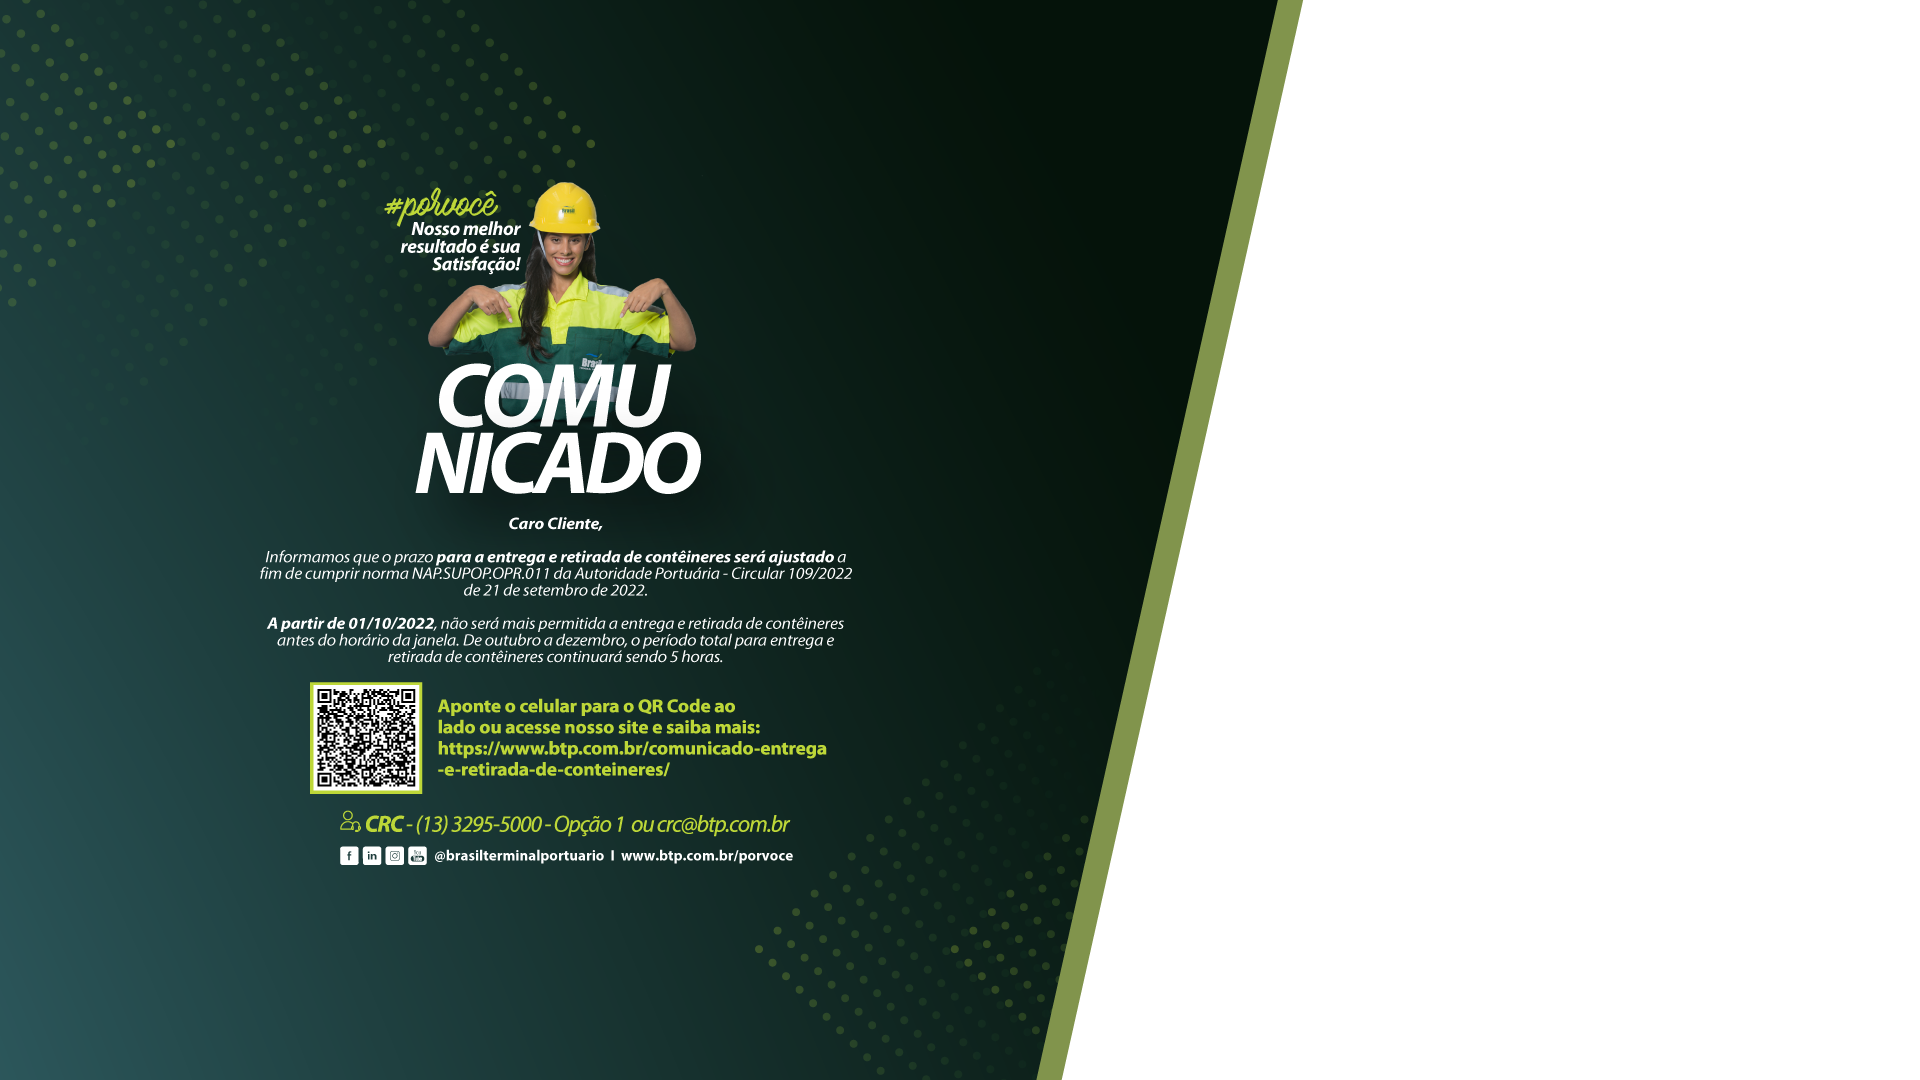 #porvocê
Nosso melhor
resultado é sua
Satisfação!
Brasil
Brasil
COMU
NICADO
Caro Cliente,
Informamos que o prazo para a entrega e retirada de contêineres será ajustado a
fim de cumprir norma NAP.SUPOP.OPR.011 da Autoridade Portuária - Circular 109/2022
de 21 de setembro de 2022.
A partir de 01/10/2022, não será mais permitida a entrega e retirada de contêineres
antes do horário da janela. De outubro a dezembro, o período total para entrega e
retirada de contêineres continuará sendo 5 horas.
Aponte o celular para o QR Code ao
lado ou acesse nosso site e saiba mais:
https://www.btp.com.br/comunicado-entrega
-e-retirada-de-conteineres/
CRC - (13) 3295-5000 - Opção 1 ou crc@btp.com.br
f in You Tube @brasilterminalportuario I www.btp.com.br/porvoce